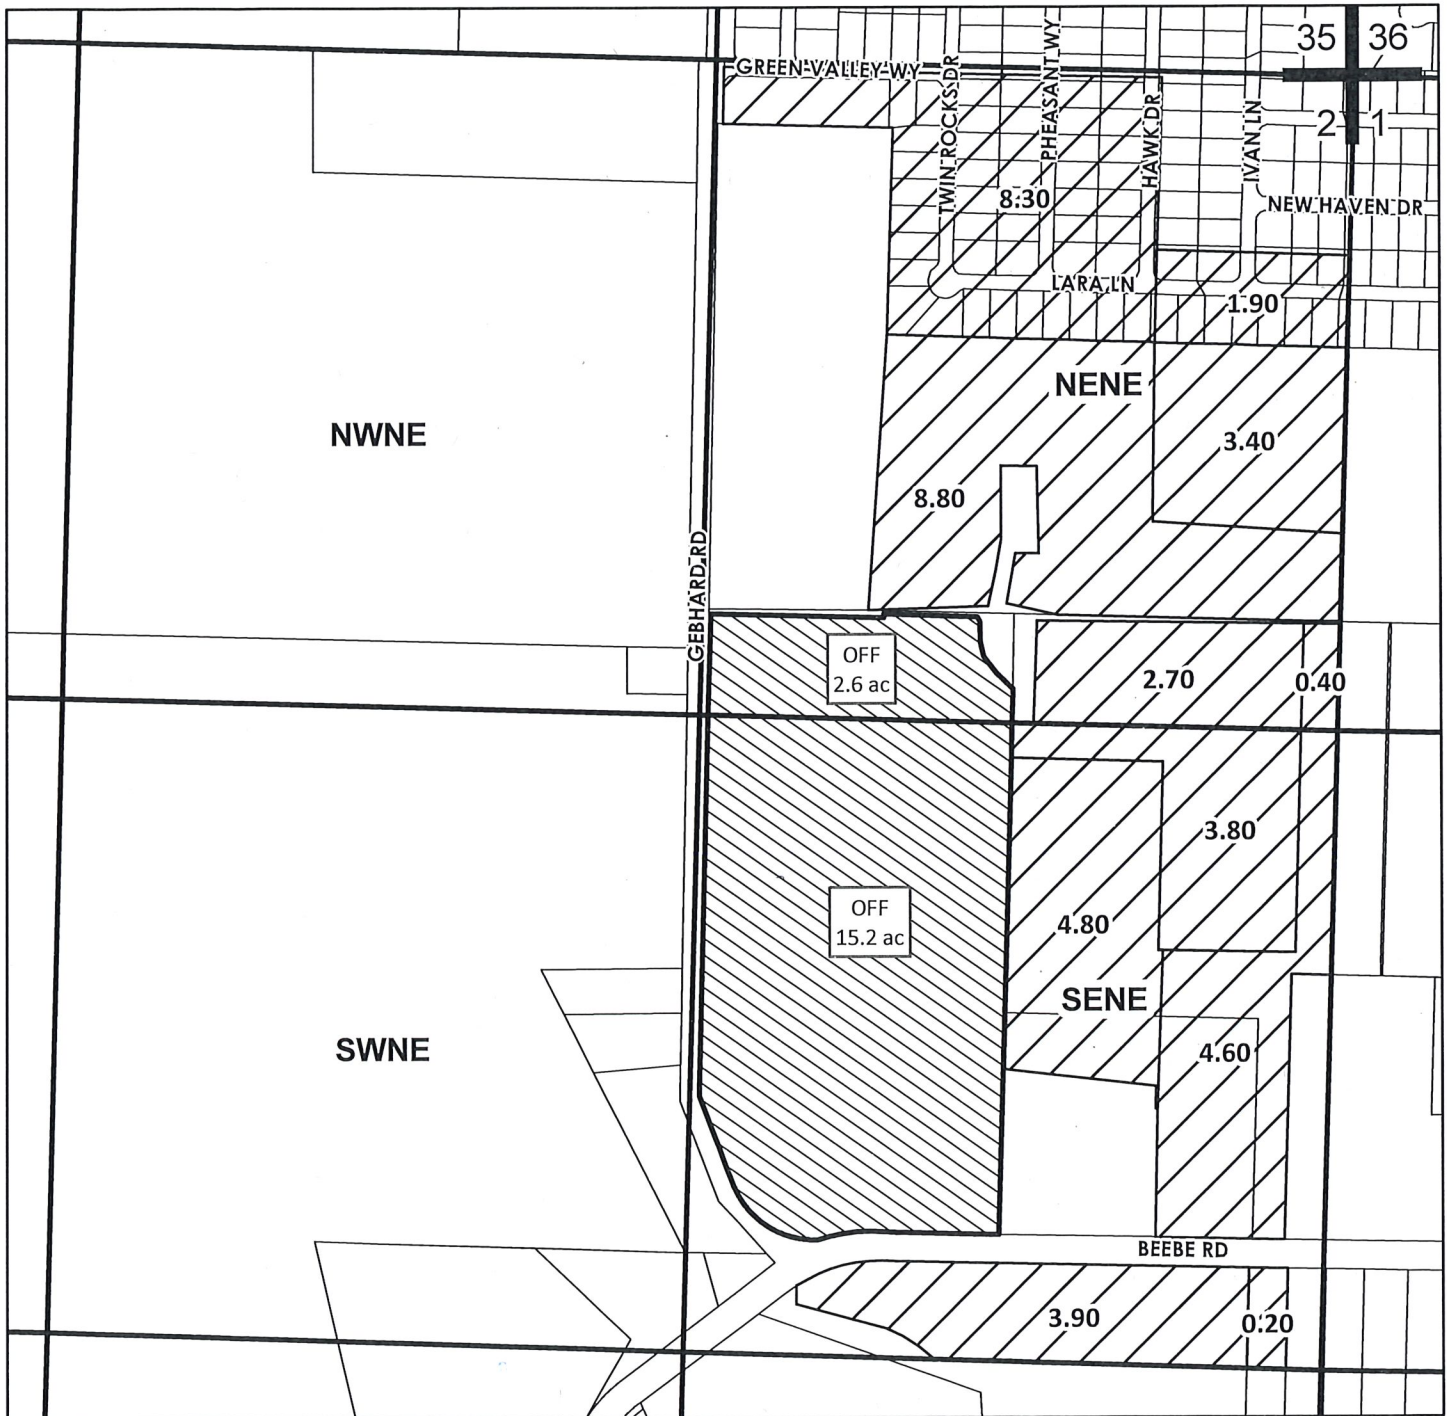 35 36
GREEN VALLEY WY
TWIN ROCKS DR
PHEASANT WY
HAWK DR
IVAN LN
2 1
NEW HAVEN DR
8.30
LARA LN
1.90
NENE
NWNE
3.40
8.80
GEBHARD RD
OFF
2.6 ac
2.70
0.40
3.80
OFF
15.2 ac
4.80
SENE
SWNE
4.60
BEEBE RD
3.90
0.20